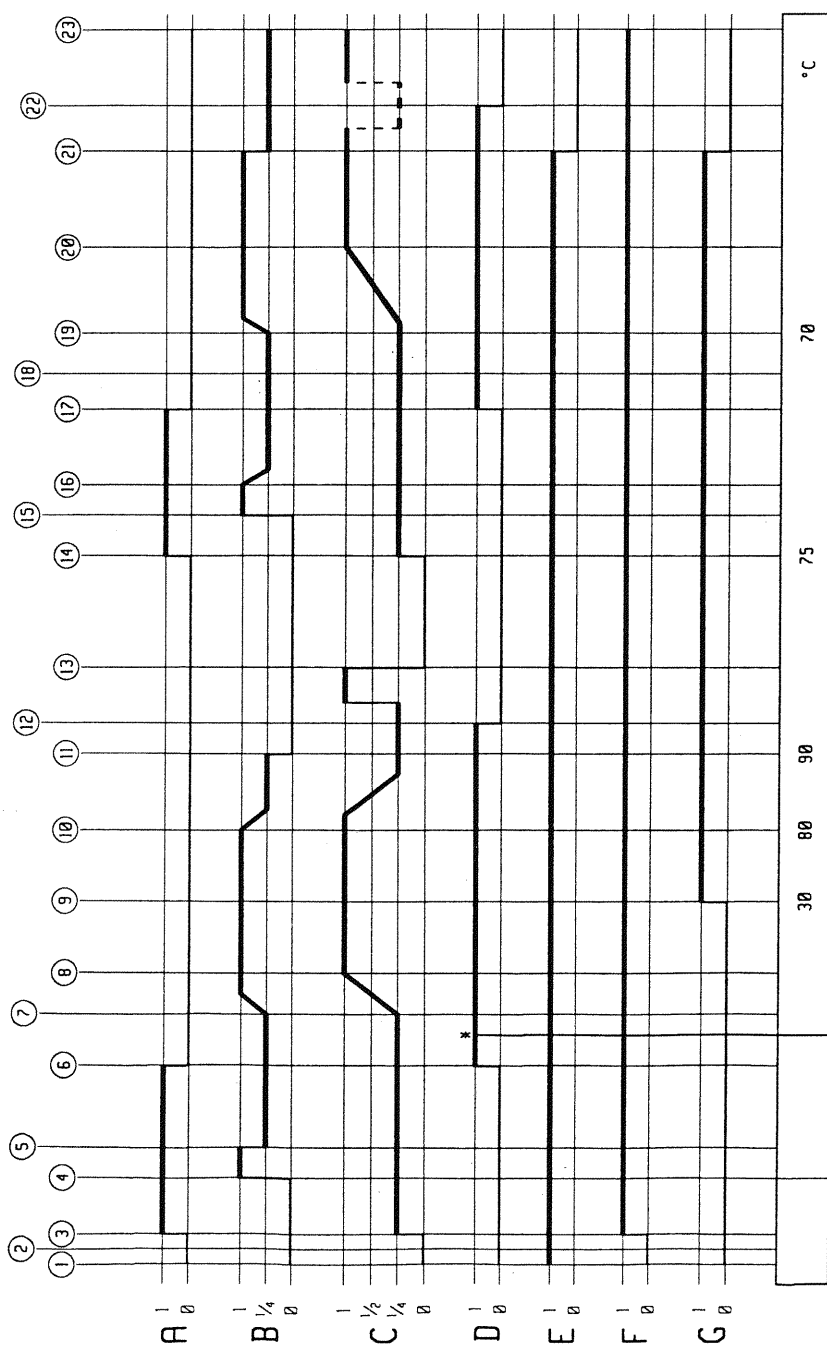 ② ⑤ ⑦ ⑫ ⑮ ⑱ ㉒
① ③ ④ ⑥ ⑧ ⑨ ⑩ ⑪ ⑬ ⑭ ⑯ ⑰ ⑲ ⑳ ㉑ ㉓
A 1
0
B 1
1/4
0
C 1
1/2
1/4
0
*
D 1
0
E 1
0
F 1
0
G 1
0
30 80 90 75 70 °C